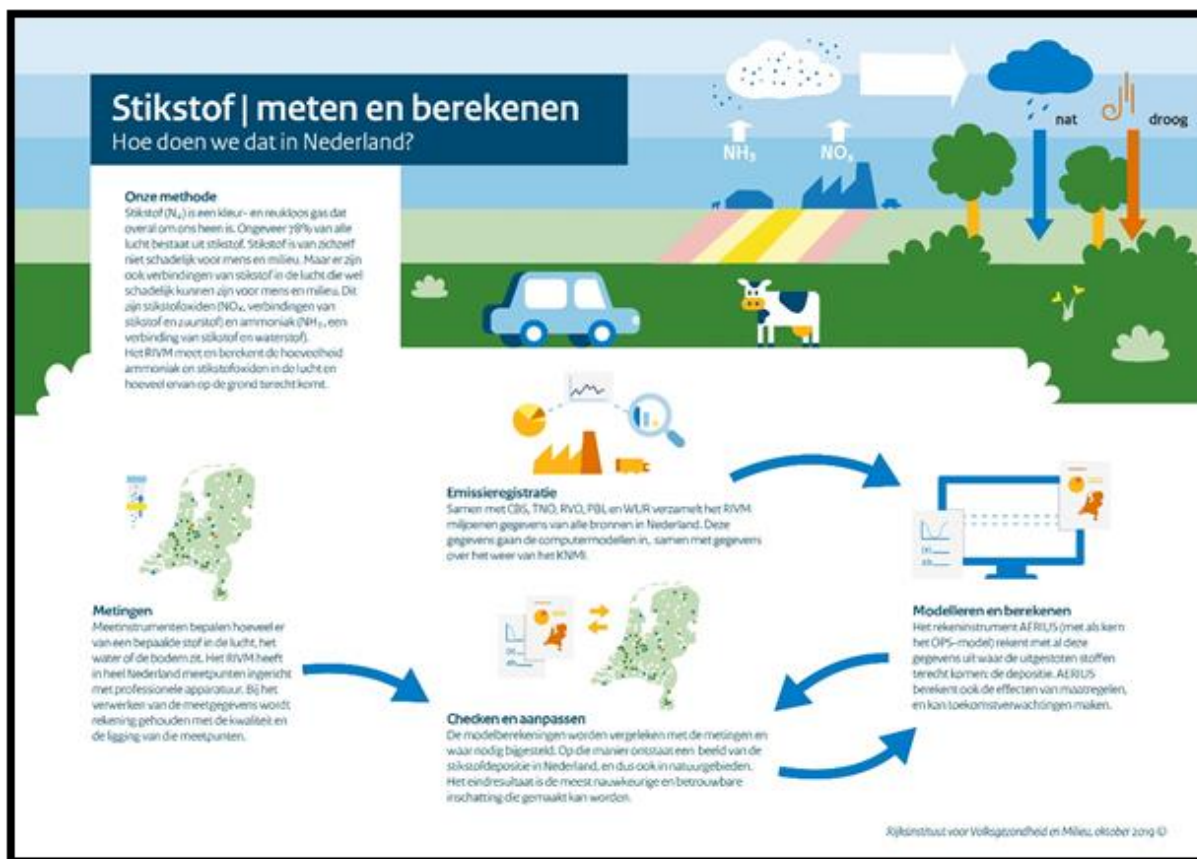 Stikstof | meten en berekenen
Hoe doen we dat in Nederland?
NH₃
NOₓ
nat
droog
Onze methode
Stikstof (N₂) is een kleur- en reukloos gas dat
overal om ons heen is. Ongeveer 78% van alle
lucht bestaat uit stikstof. Stikstof is van zichzelf
niet schadelijk voor mens en milieu. Maar er zijn
ook verbindingen van stikstof in de lucht die wel
schadelijk kunnen zijn voor mens en milieu. Dit
zijn stikstofoxiden (NOₓ, verbindingen van
stikstof en zuurstof) en ammoniak (NH₃, een
verbinding van stikstof en waterstof).
Het RIVM meet en berekent de hoeveelheid
ammoniak en stikstofoxiden in de lucht en
hoeveel ervan op de grond terecht komt.
Emissieregistratie
Samen met CBS, TNO, RVO, PBL en WUR verzamelt het RIVM
miljoenen gegevens van alle bronnen in Nederland. Deze
gegevens gaan de computermodellen in, samen met gegevens
over het weer van het KNMI.
Metingen
Meetinstrumenten bepalen hoeveel er
van een bepaalde stof in de lucht, het
water of de bodem zit. Het RIVM heeft
in heel Nederland meetpunten ingericht
met professionele apparatuur. Bij het
verwerken van de meetgegevens wordt
rekening gehouden met de kwaliteit en
de ligging van die meetpunten.
Modelleren en berekenen
Het rekeninstrument AERIUS (met als kern
het OPS-model) rekent met al deze
gegevens uit waar de uitgestoten stoffen
terecht komen: de depositie. AERIUS
berekent ook de effecten van maatregelen,
en kan toekomstverwachtingen maken.
Checken en aanpassen
De modelberekeningen worden vergeleken met de metingen en
waar nodig bijgesteld. Op die manier ontstaat een beeld van de
stikstofdepositie in Nederland, en dus ook in natuurgebieden.
Het eindresultaat is de meest nauwkeurige en betrouwbare
inschatting die gemaakt kan worden.
Rijksinstituut voor Volksgezondheid en Milieu, oktober 2019 ©